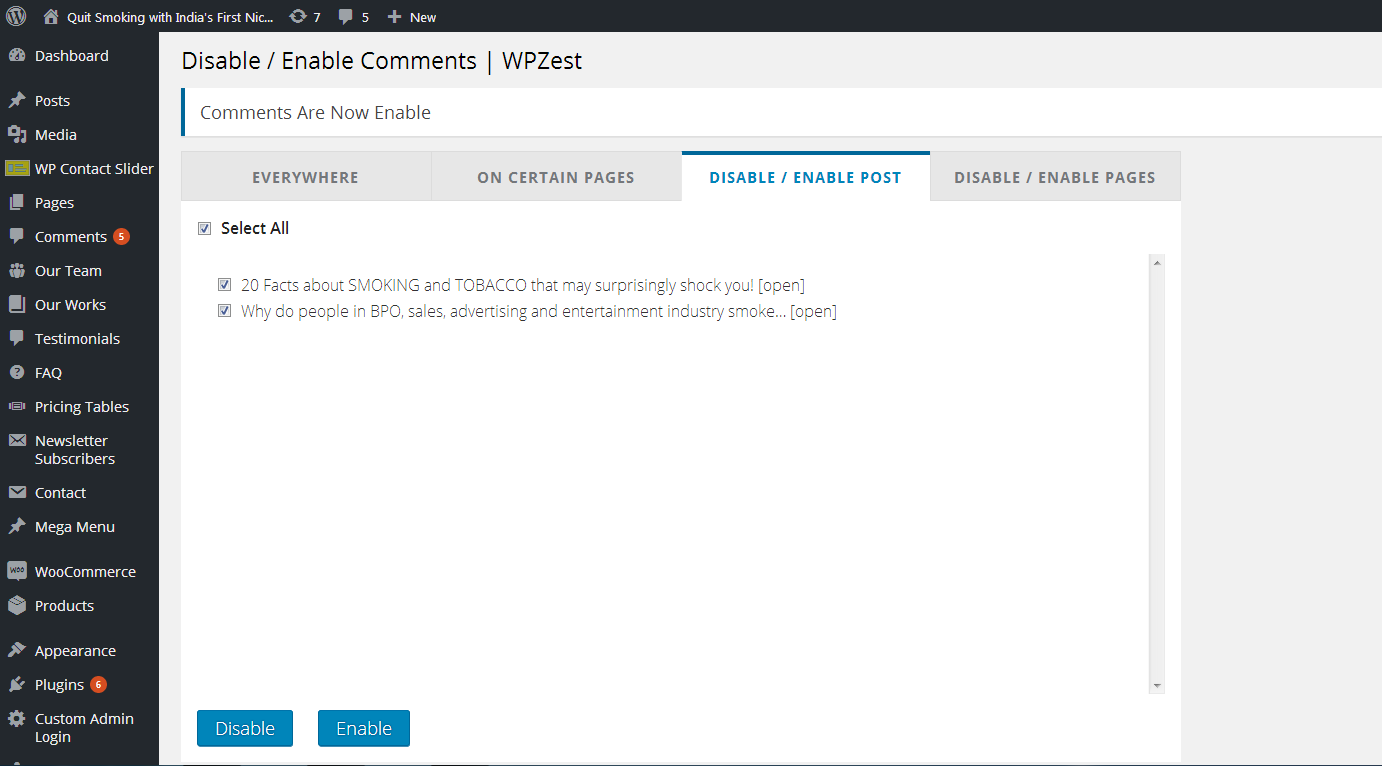 Quit Smoking with India's First Nic... 7 5 New
Dashboard
Posts
Media
WP Contact Slider
Pages
Comments 5
Our Team
Our Works
Testimonials
FAQ
Pricing Tables
Newsletter
Subscribers
Contact
Mega Menu
WOO WooCommerce
Products
Appearance
Plugins 6
Custom Admin
Login
Disable / Enable Comments | WPZest
Comments Are Now Enable
EVERYWHERE ON CERTAIN PAGES DISABLE / ENABLE POST DISABLE / ENABLE PAGES
Select All
20 Facts about SMOKING and TOBACCO that may surprisingly shock you! [open]
Why do people in BPO, sales, advertising and entertainment industry smoke... [open]
Disable Enable